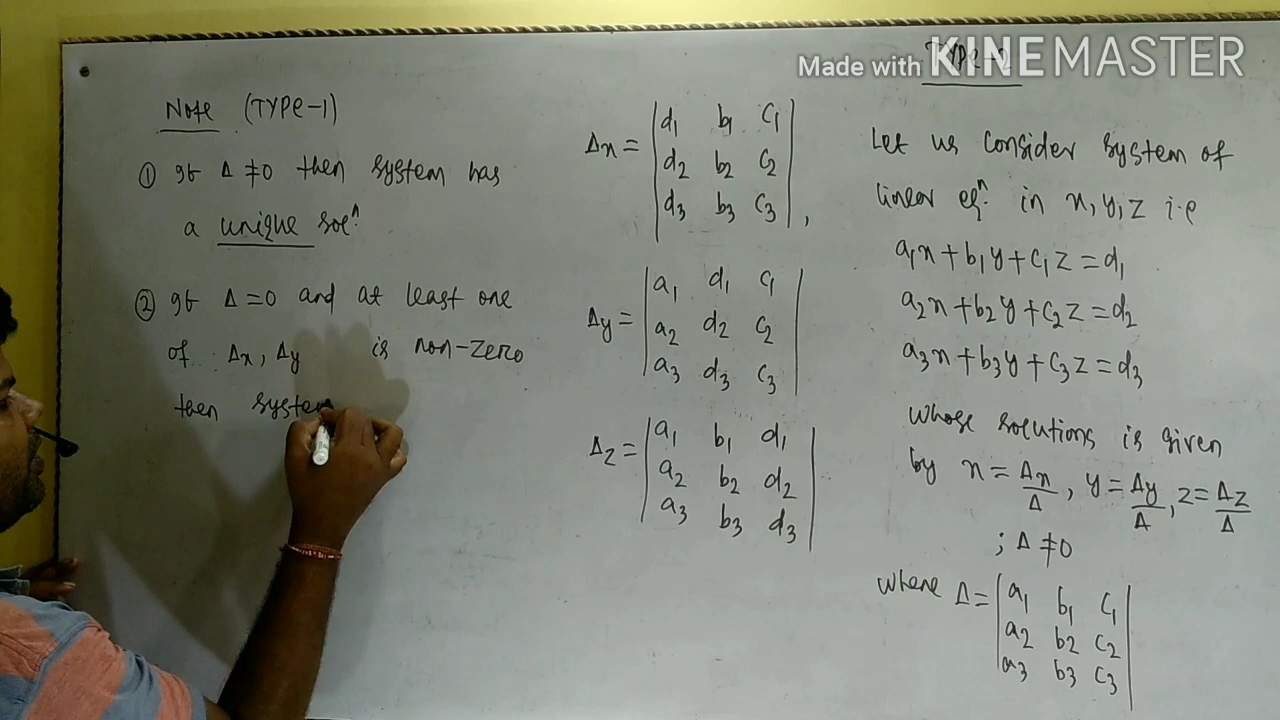 Note (TYPE-1)
① If Δ ≠ 0 then system has
a unique solⁿ.
② If Δ = 0 and at least one
of Δx, Δy is non-zero
then system
Δx = | d1 b1 c1 |
| d2 b2 c2 |
| d3 b3 c3 | ,
Δy = | a1 d1 c1 |
| a2 d2 c2 |
| a3 d3 c3 |
Δz = | a1 b1 d1 |
| a2 b2 d2 |
| a3 b3 d3 |
Made with KINEMASTER
Let us consider system of
linear eqⁿ. in x, y, z i.e
a1x + b1y + c1z = d1
a2x + b2y + c2z = d2
a3x + b3y + c3z = d3
whose solutions is given
by x = Δx/Δ , y = Δy/Δ , z = Δz/Δ
; Δ ≠ 0
where Δ = | a1 b1 c1 |
| a2 b2 c2 |
| a3 b3 c3 |